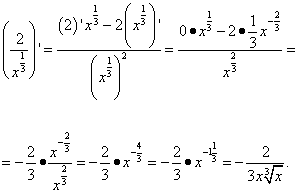 $\left(\frac{2}{x^{\frac{1}{3}}}\right)' = \frac{(2)'x^{\frac{1}{3}} - 2\left(x^{\frac{1}{3}}\right)'}{\left(x^{\frac{1}{3}}\right)^{2}} = \frac{0 \bullet x^{\frac{1}{3}} - 2 \bullet \frac{1}{3}x^{-\frac{2}{3}}}{x^{\frac{2}{3}}} =$
$= -\frac{2}{3} \bullet \frac{x^{-\frac{2}{3}}}{x^{\frac{2}{3}}} = -\frac{2}{3} \bullet x^{-\frac{4}{3}} = -\frac{2}{3} \bullet x^{-1\frac{1}{3}} = -\frac{2}{3x\sqrt[3]{x}}.$